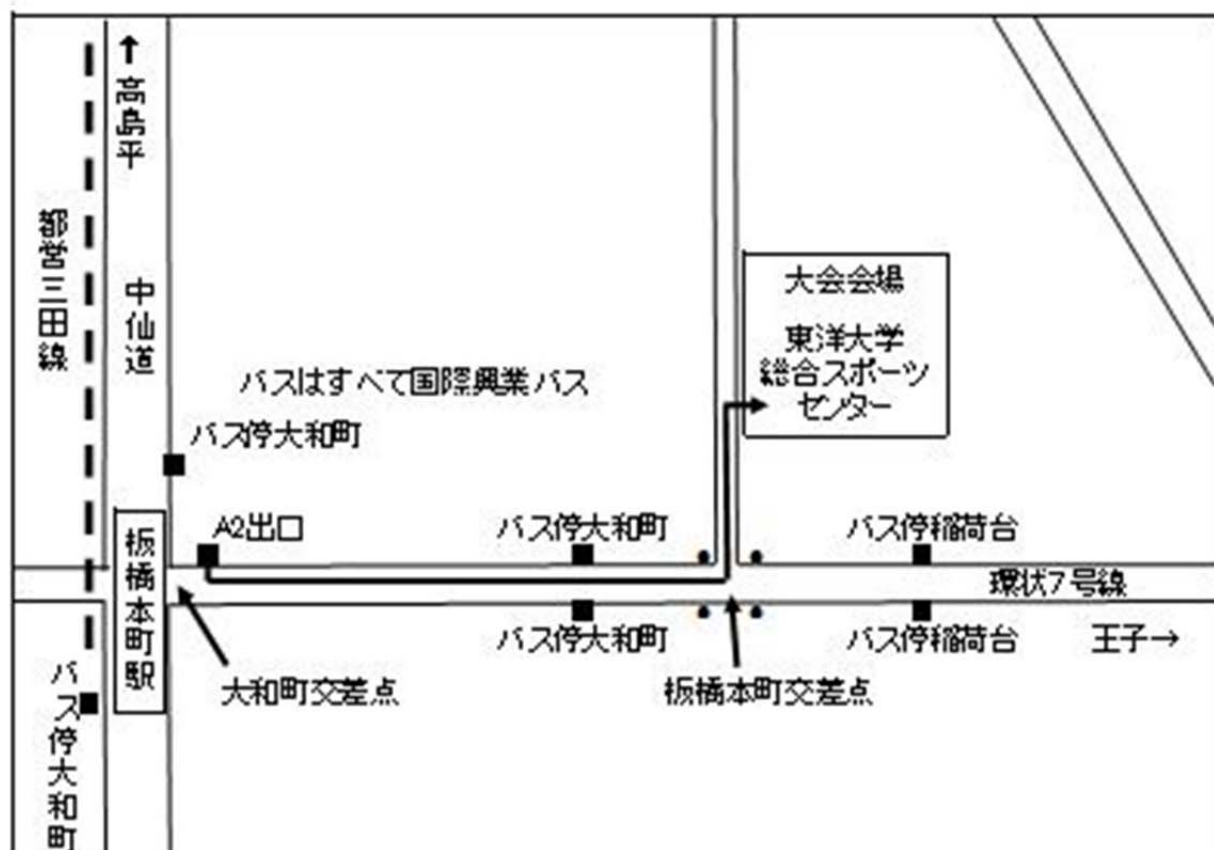 ↑高島平
都営三田線
中仙道
大会会場
東洋大学
総合スポーツ
センター
バスはすべて国際興業バス
バス停大和町
A2出口
バス停大和町
バス停稲荷台
板橋本町駅
環状7号線
バス停大和町
バス停稲荷台
王子→
大和町交差点
板橋本町交差点
バス停大和町